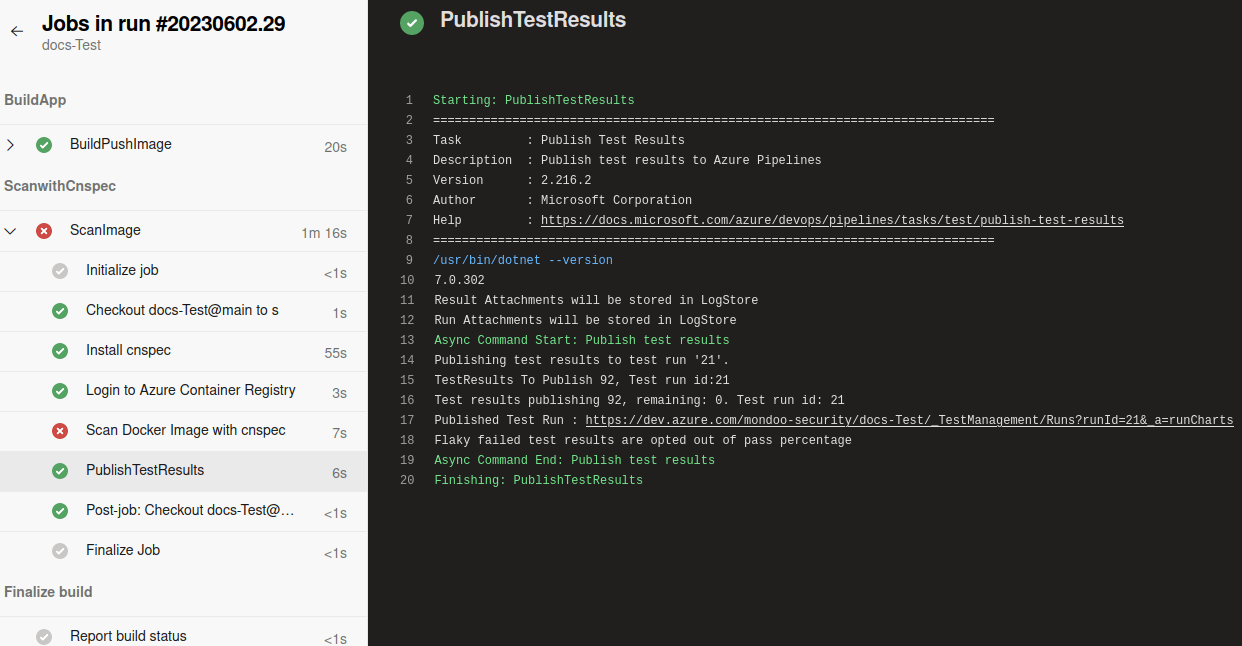 Jobs in run #20230602.29
docs-Test
BuildApp
BuildPushImage 20s
ScanwithCnspec
ScanImage 1m 16s
Initialize job <1s
Checkout docs-Test@main to s 1s
Install cnspec 55s
Login to Azure Container Registry 3s
Scan Docker Image with cnspec 7s
PublishTestResults 6s
Post-job: Checkout docs-Test@… <1s
Finalize Job <1s
Finalize build
Report build status <1s
PublishTestResults
1 Starting: PublishTestResults
2 ==============================================================================
3 Task         : Publish Test Results
4 Description  : Publish test results to Azure Pipelines
5 Version      : 2.216.2
6 Author       : Microsoft Corporation
7 Help         : https://docs.microsoft.com/azure/devops/pipelines/tasks/test/publish-test-results
8 ==============================================================================
9 /usr/bin/dotnet --version
10 7.0.302
11 Result Attachments will be stored in LogStore
12 Run Attachments will be stored in LogStore
13 Async Command Start: Publish test results
14 Publishing test results to test run '21'.
15 TestResults To Publish 92, Test run id:21
16 Test results publishing 92, remaining: 0. Test run id: 21
17 Published Test Run : https://dev.azure.com/mondoo-security/docs-Test/_TestManagement/Runs?runId=21&_a=runCharts
18 Flaky failed test results are opted out of pass percentage
19 Async Command End: Publish test results
20 Finishing: PublishTestResults